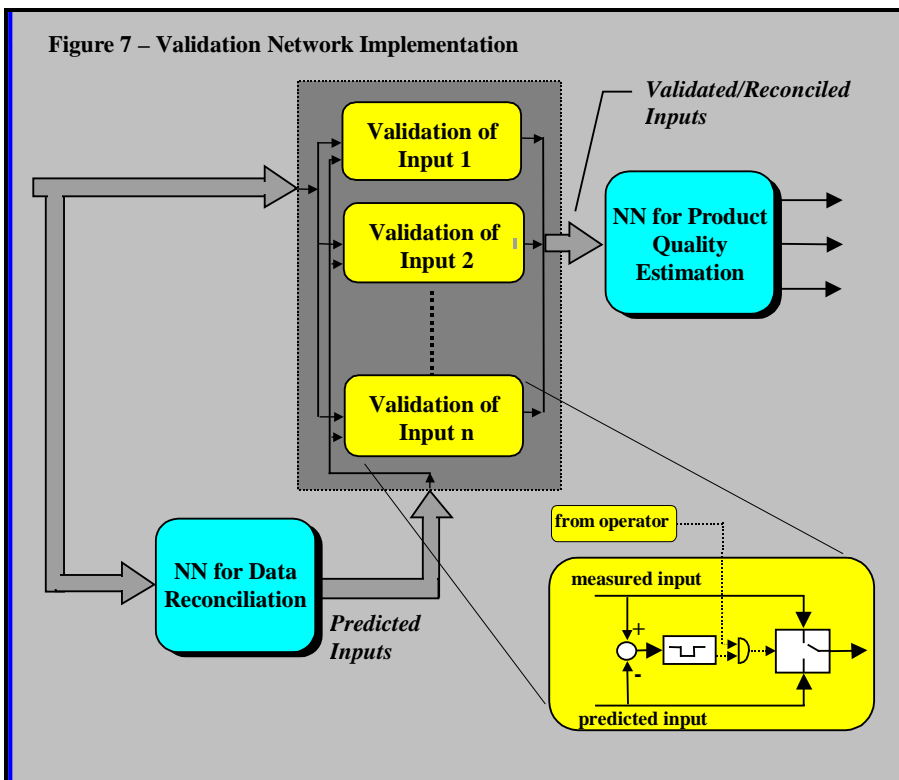 Figure 7 – Validation Network Implementation
Validated/Reconciled
Inputs
Validation of
Input 1
Validation of
Input 2
Validation of
Input n
NN for Product
Quality
Estimation
NN for Data
Reconciliation
Predicted
Inputs
from operator
measured input
+
-
predicted input